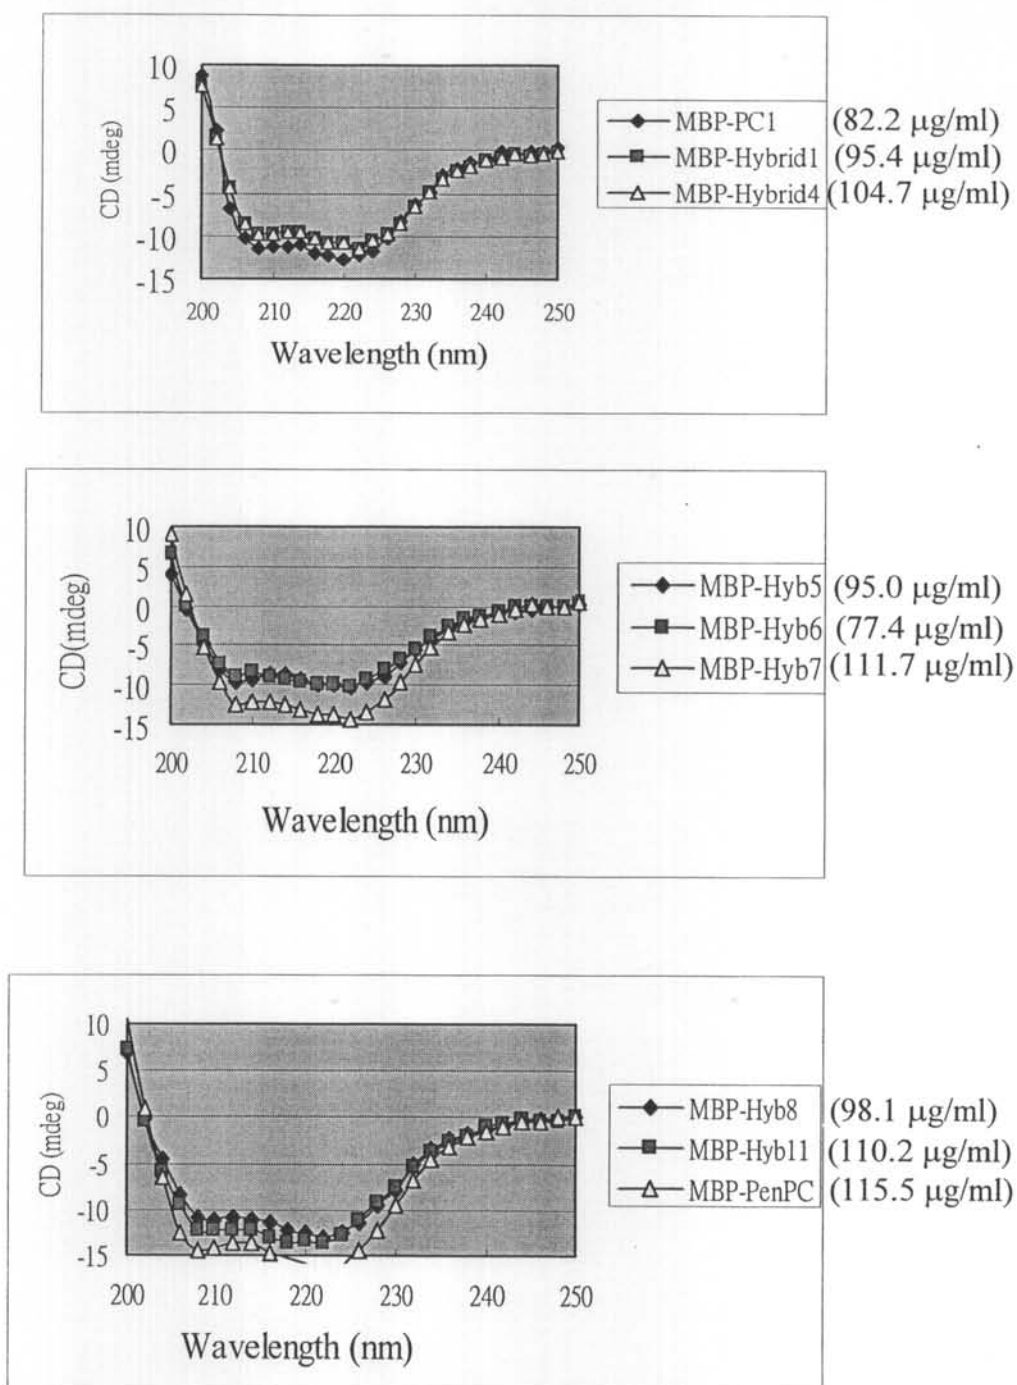 10
5
0
-5
-10
-15
CD (mdeg)
200 210 220 230 240 250
Wavelength (nm)
MBP-PC1 (82.2 µg/ml)
MBP-Hybrid1 (95.4 µg/ml)
MBP-Hybrid4 (104.7 µg/ml)
10
5
0
-5
-10
-15
CD(mdeg)
200 210 220 230 240 250
Wavelength (nm)
MBP-Hyb5 (95.0 µg/ml)
MBP-Hyb6 (77.4 µg/ml)
MBP-Hyb7 (111.7 µg/ml)
10
5
0
-5
-10
-15
CD (mdeg)
200 210 220 230 240 250
Wavelength (nm)
MBP-Hyb8 (98.1 µg/ml)
MBP-Hyb11 (110.2 µg/ml)
MBP-PenPC (115.5 µg/ml)